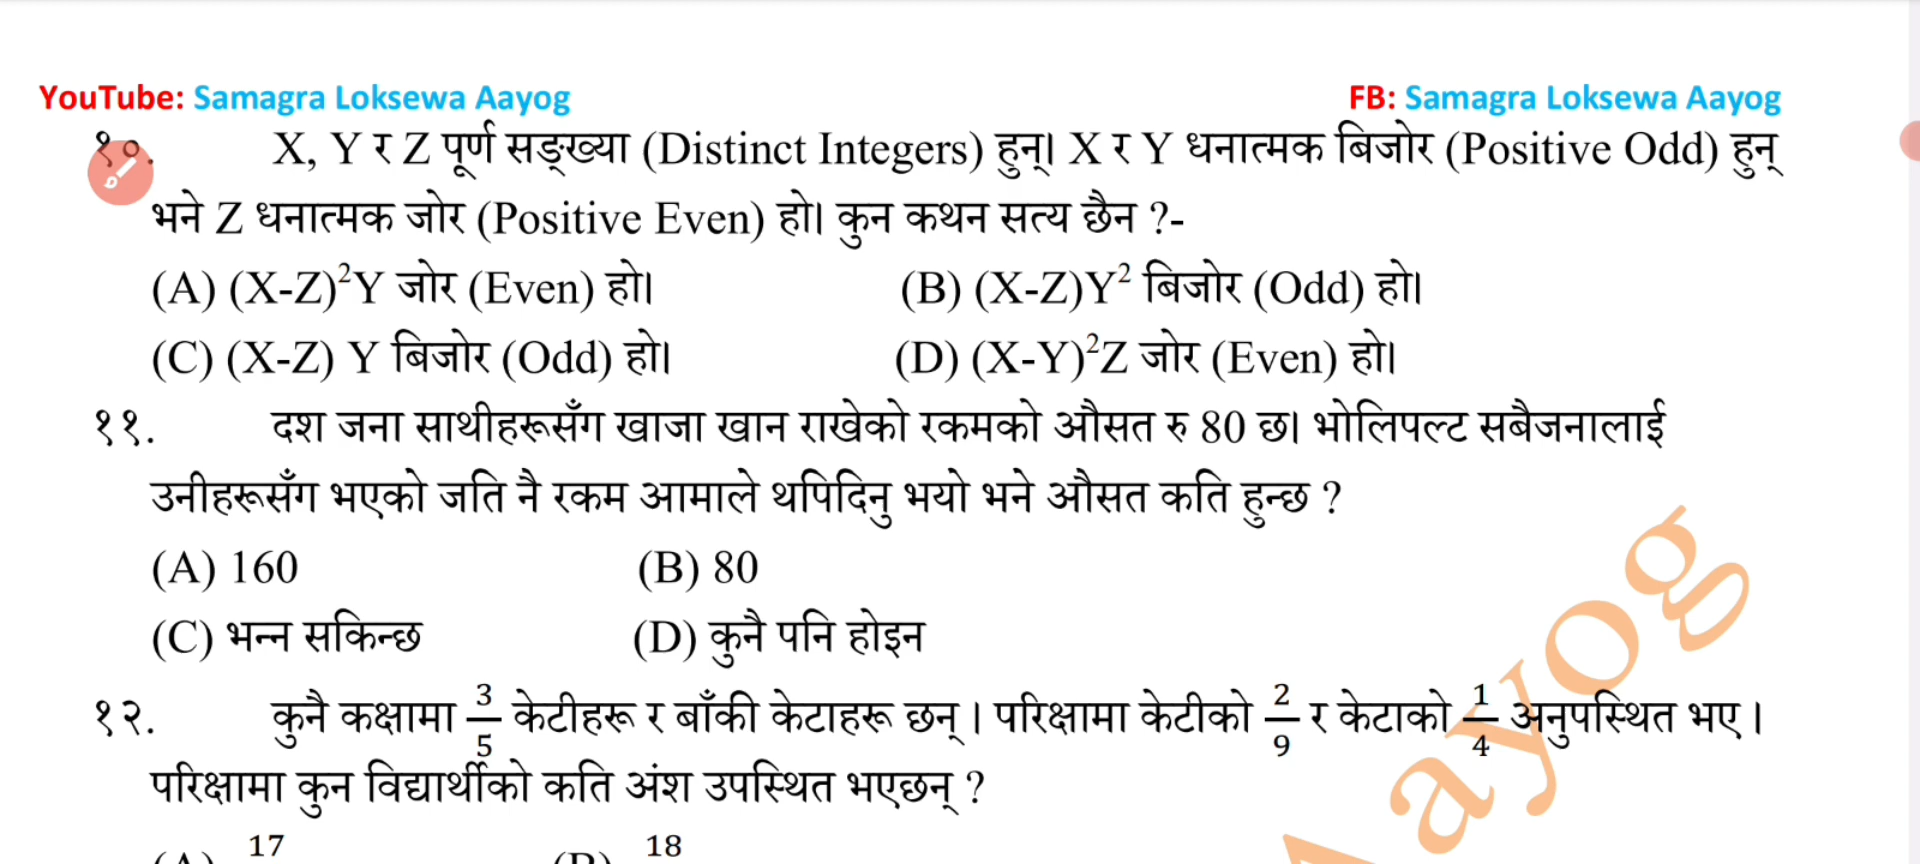 YouTube: Samagra Loksewa Aayog FB: Samagra Loksewa Aayog
१०. X, Y र Z पूर्ण सङ्ख्या (Distinct Integers) हुन्। X र Y धनात्मक बिजोर (Positive Odd) हुन्
भने Z धनात्मक जोर (Positive Even) हो। कुन कथन सत्य छैन ?-
(A) (X-Z)²Y जोर (Even) हो। (B) (X-Z)Y² बिजोर (Odd) हो।
(C) (X-Z) Y बिजोर (Odd) हो। (D) (X-Y)²Z जोर (Even) हो।
११. दश जना साथीहरूसँग खाजा खान राखेको रकमको औसत रु 80 छ। भोलिपल्ट सबैजनालाई
उनीहरूसँग भएको जति नै रकम आमाले थपिदिनु भयो भने औसत कति हुन्छ ?
(A) 160 (B) 80
(C) भन्न सकिन्छ (D) कुनै पनि होइन
१२. कुनै कक्षामा 3/5 केटीहरू र बाँकी केटाहरू छन् । परिक्षामा केटीको 2/9 र केटाको 1/4 अनुपस्थित भए ।
परिक्षामा कुन विद्यार्थीको कति अंश उपस्थित भएछन् ?
(A) 17 (B) 18
Aayog